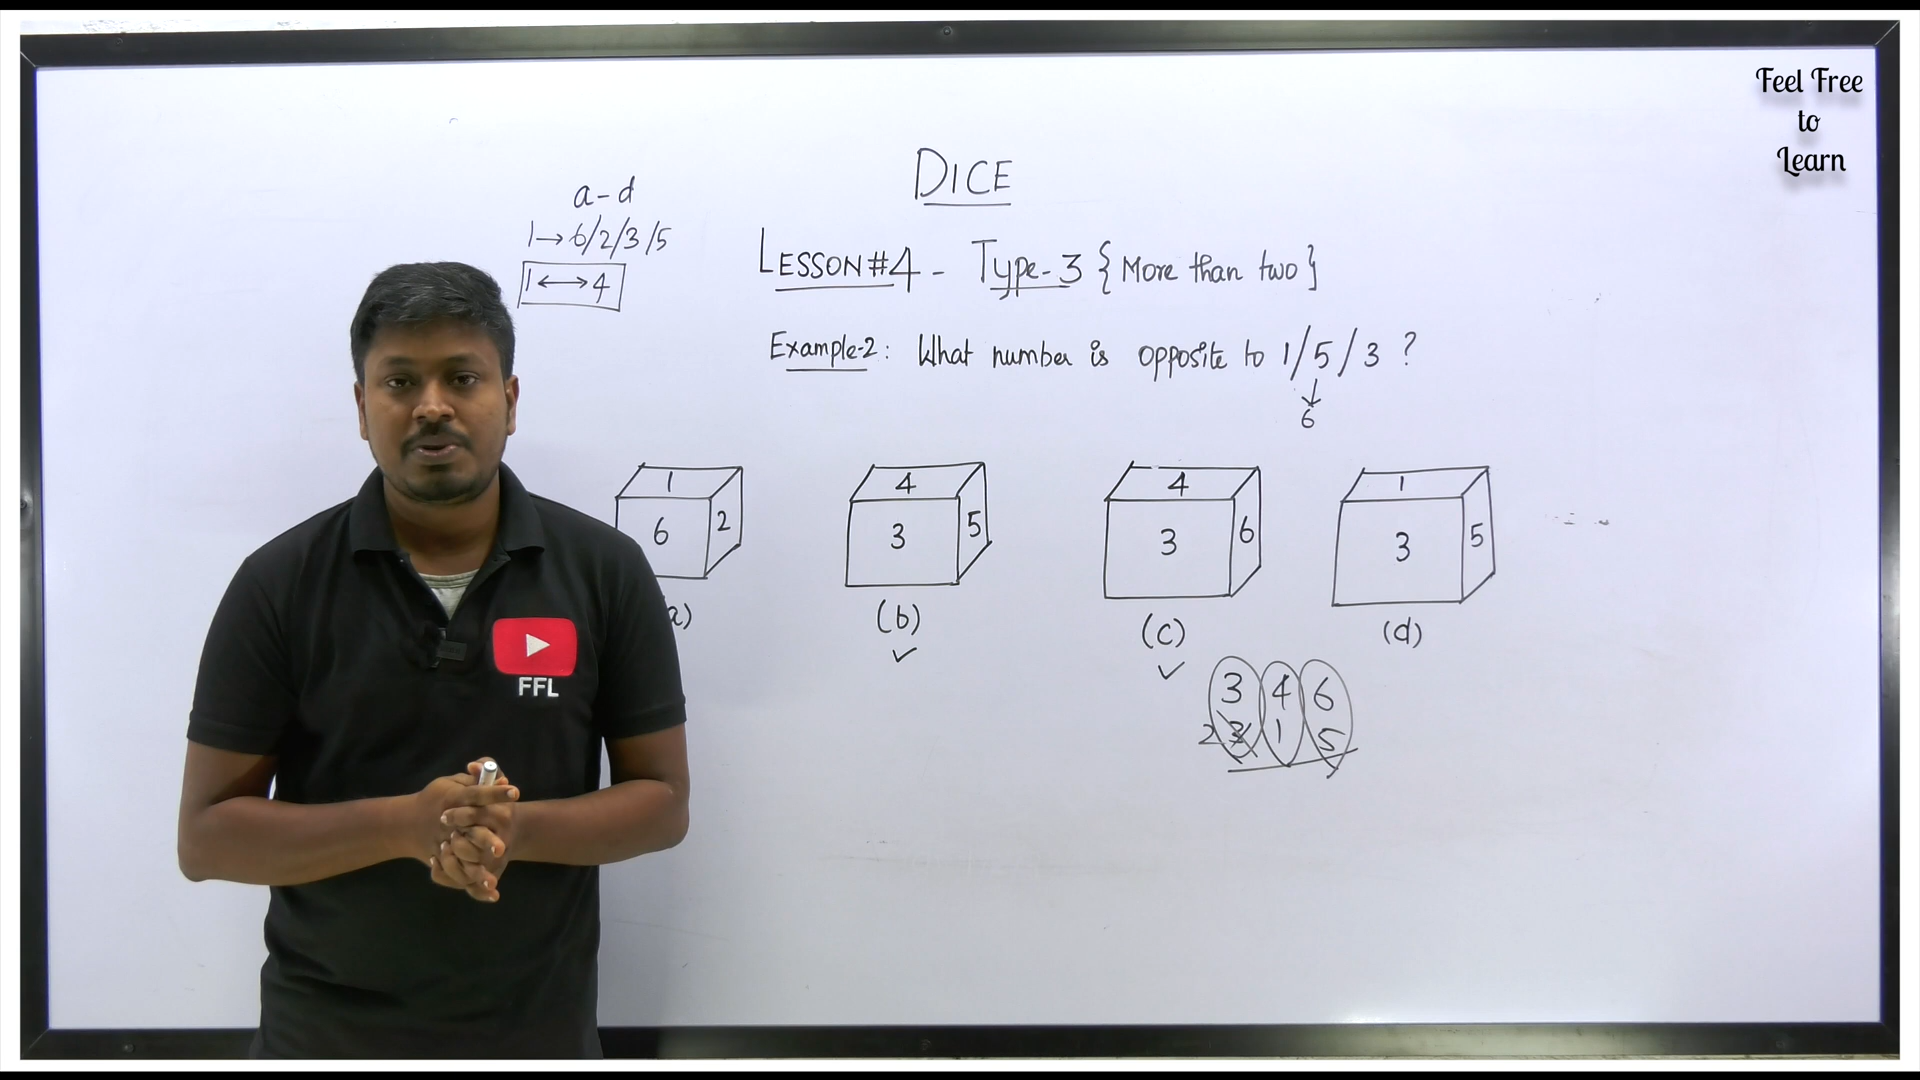 Feel Free
to
Learn
DICE
a - d
1 → 6/2/3/5
1 ↔ 4
LESSON #4 - Type-3 {More than two}
Example-2: What number is opposite to 1/5/3 ?
↓
6
1 6 2
4 3 5
4 3 6
1 3 5
a)
(b)
(c)
(d)
✓
✓
3 4 6
2 3 1 5
FFL